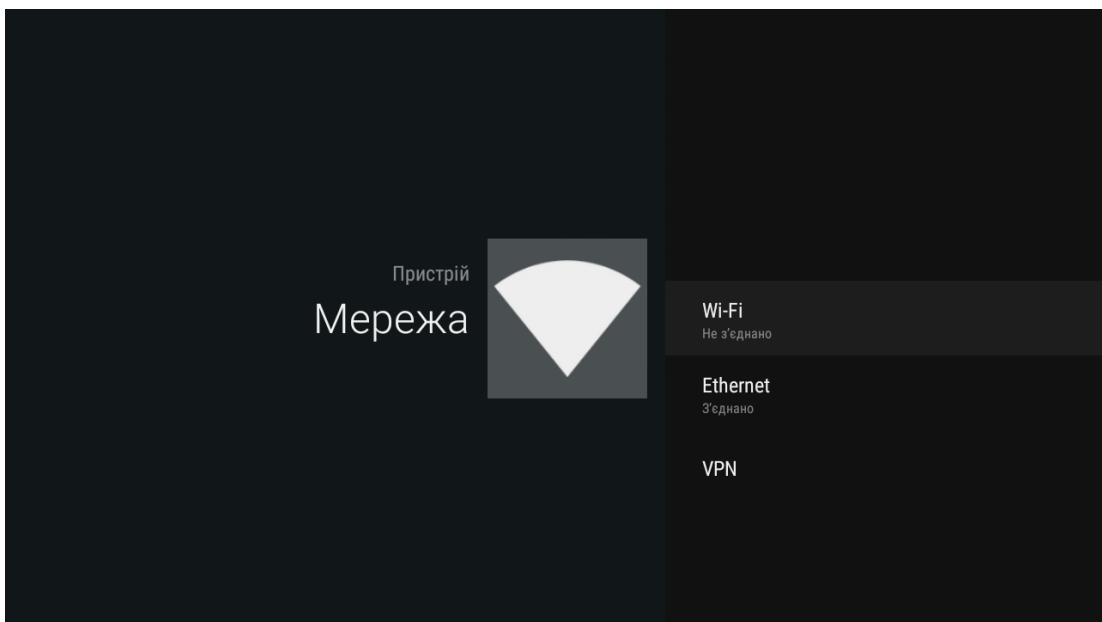 Пристрій
Мережа
Wi-Fi
Не з’єднано
Ethernet
З’єднано
VPN